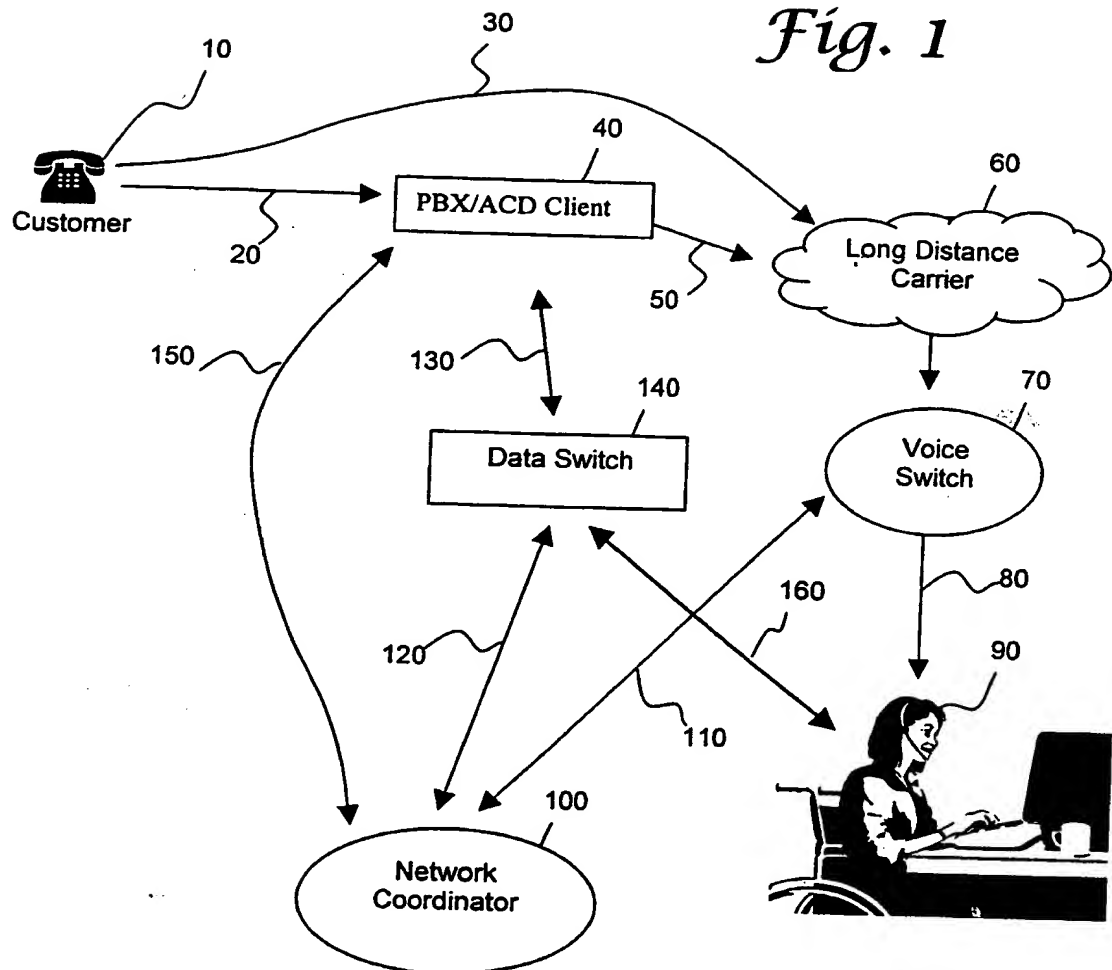 Fig. 1
30
10
40
60
PBX/ACD Client
Customer
20
Long Distance
Carrier
50
150
130
70
140
Data Switch
Voice
Switch
80
160
120
90
110
100
Network
Coordinator